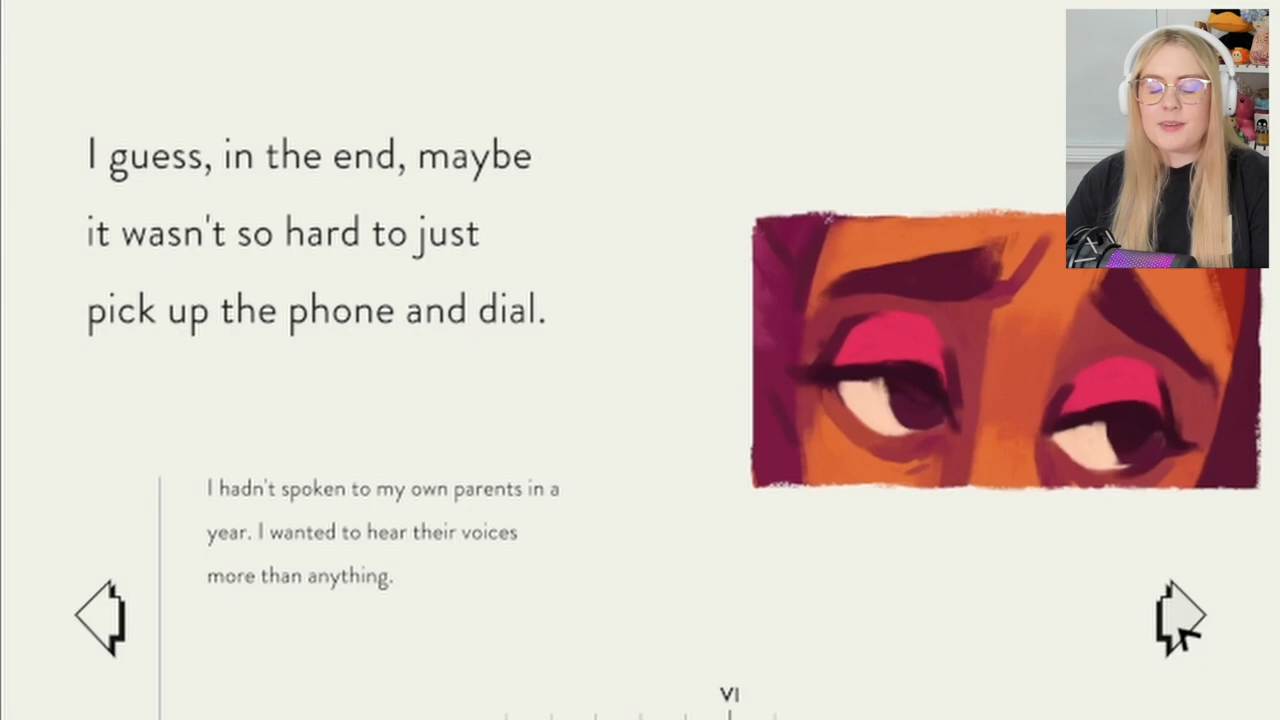 I guess, in the end, maybe
it wasn't so hard to just
pick up the phone and dial.
I hadn't spoken to my own parents in a
year. I wanted to hear their voices
more than anything.
VI